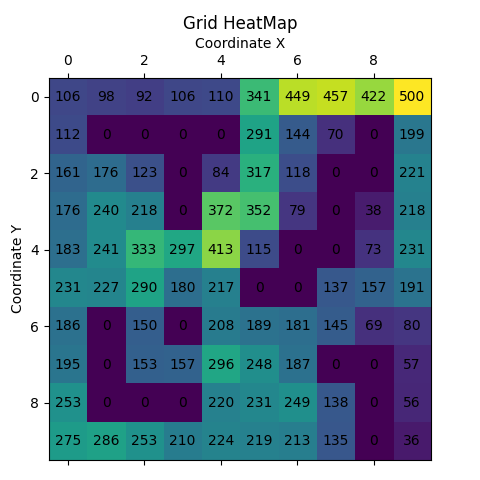 Grid HeatMap
Coordinate X
0 2 4 6 8
0 106 98 92 106 110 341 449 457 422 500
112 0 0 0 0 291 144 70 0 199
2 161 176 123 0 84 317 118 0 0 221
176 240 218 0 372 352 79 0 38 218
4 183 241 333 297 413 115 0 0 73 231
231 227 290 180 217 0 0 137 157 191
6 186 0 150 0 208 189 181 145 69 80
195 0 153 157 296 248 187 0 0 57
8 253 0 0 0 220 231 249 138 0 56
275 286 253 210 224 219 213 135 0 36
Coordinate Y